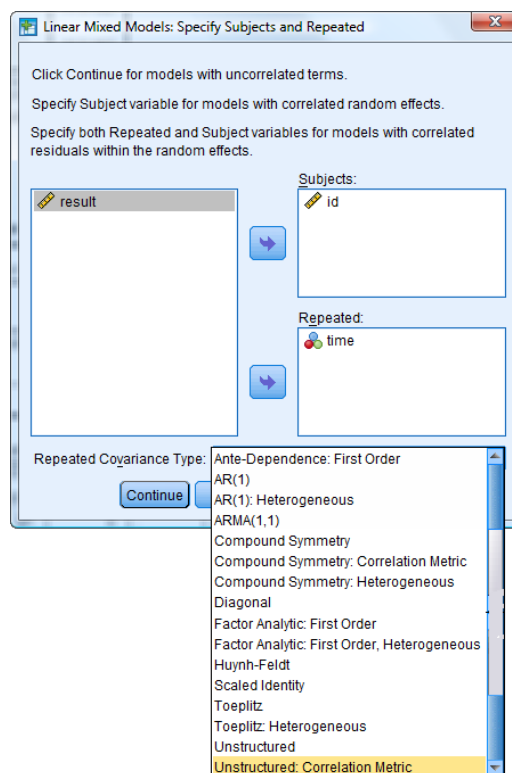 Linear Mixed Models: Specify Subjects and Repeated
Click Continue for models with uncorrelated terms.
Specify Subject variable for models with correlated random effects.
Specify both Repeated and Subject variables for models with correlated
residuals within the random effects.
result
Subjects:
id
Repeated:
time
Repeated Covariance Type:
Continue
Ante-Dependence: First Order
AR(1)
AR(1): Heterogeneous
ARMA(1,1)
Compound Symmetry
Compound Symmetry: Correlation Metric
Compound Symmetry: Heterogeneous
Diagonal
Factor Analytic: First Order
Factor Analytic: First Order, Heterogeneous
Huynh-Feldt
Scaled Identity
Toeplitz
Toeplitz: Heterogeneous
Unstructured
Unstructured: Correlation Metric